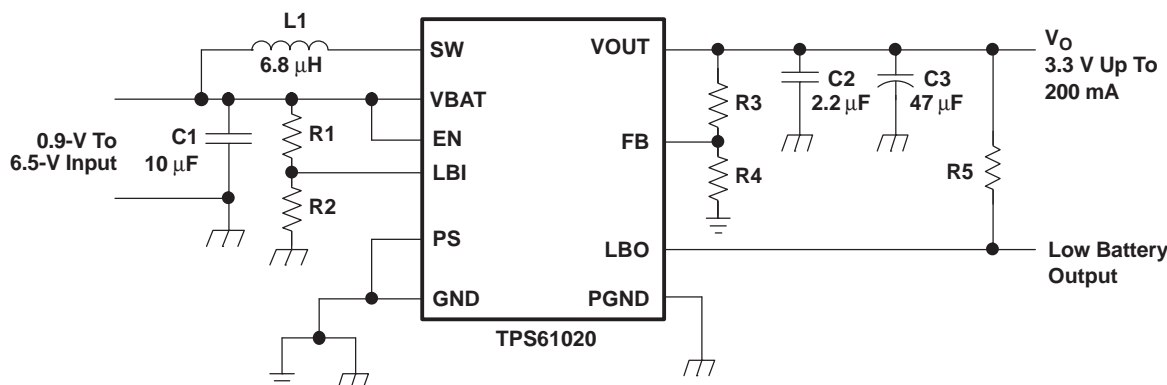 L1
6.8 μH
SW
VBAT
EN
LBI
PS
GND
VOUT
FB
LBO
PGND
TPS61020
0.9-V To
6.5-V Input
C1
10 μF
R1
R2
R3
R4
C2
2.2 μF
C3
47 μF
R5
VO
3.3 V Up To
200 mA
Low Battery
Output